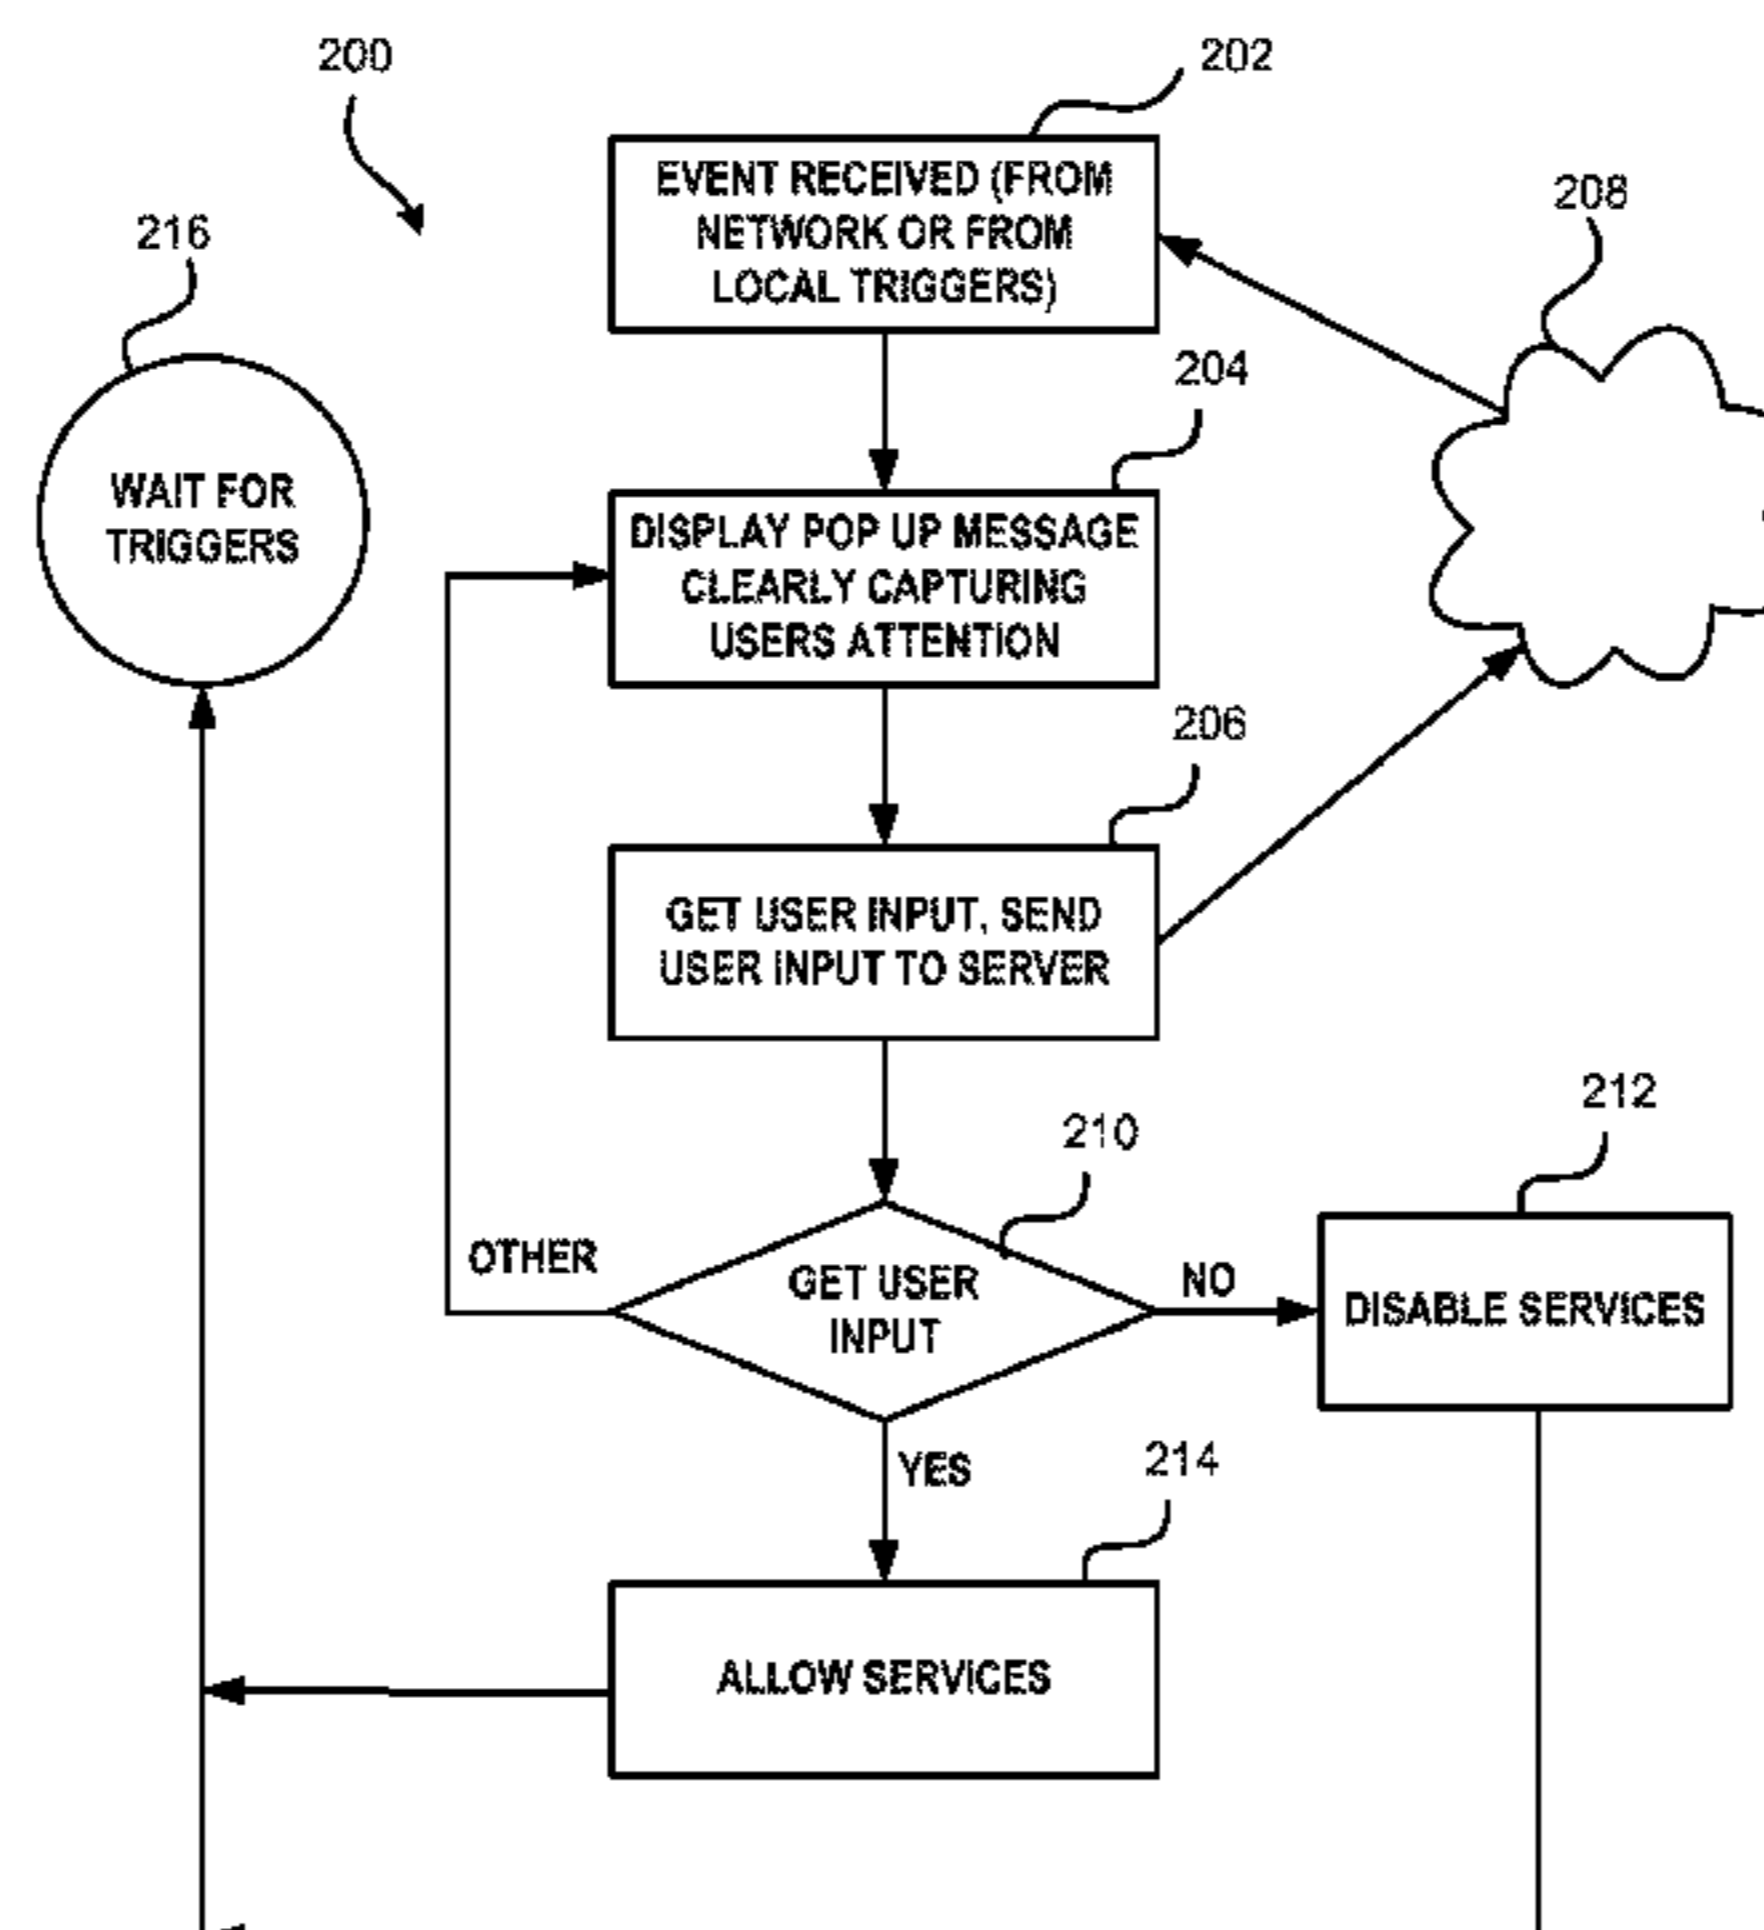 200
202
EVENT RECEIVED (FROM
NETWORK OR FROM
LOCAL TRIGGERS)
208
216
204
WAIT FOR
TRIGGERS
DISPLAY POP UP MESSAGE
CLEARLY CAPTURING
USERS ATTENTION
206
GET USER INPUT, SEND
USER INPUT TO SERVER
212
210
OTHER
GET USER
INPUT
NO
DISABLE SERVICES
YES
214
ALLOW SERVICES